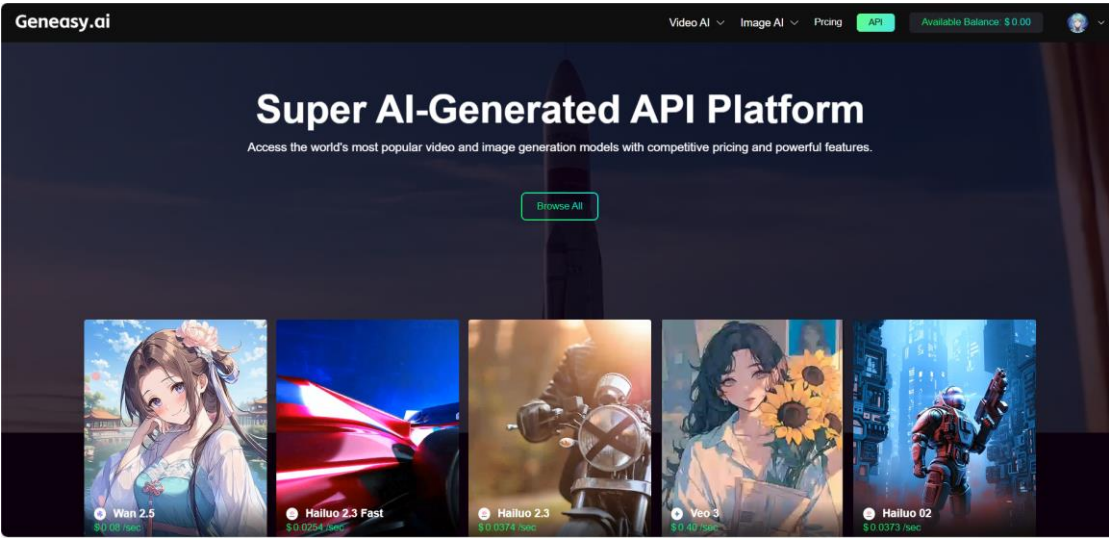 Geneasy.ai
Video AI Image AI Prcing API Available Balance: $ 0.00
Super AI-Generated API Platform
Access the world's most popular video and image generation models with competitive pricing and powerful features.
Browse All
Wan 2.5
$ 0.08 /sec
Hailuo 2.3 Fast
$ 0.0254 /sec
Hailuo 2.3
$ 0.0374 /sec
Veo 3
$ 0.40 /sec
Hailuo 02
$ 0.0373 /sec